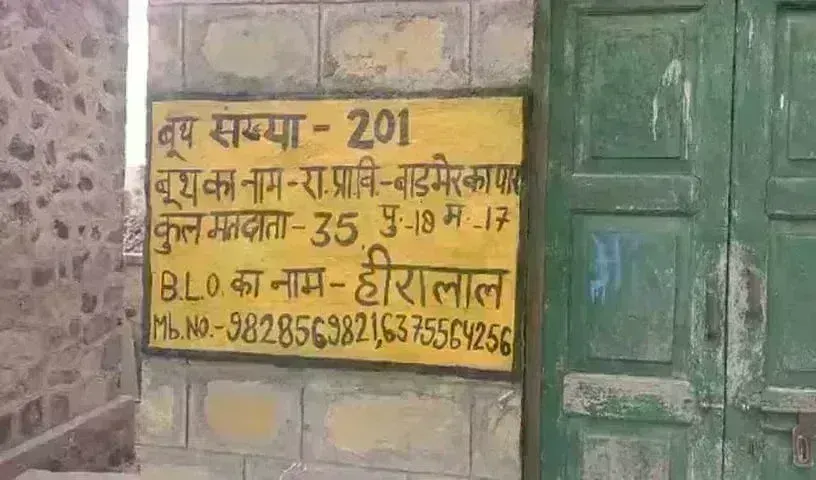 बूथ संख्या - 201
बूथ का नाम - रा. प्रा. वि. - बाड़मेर का पार
कुल मतदाता - 35 पु. - 18 म. - 17
B.L.O. का नाम - हीरालाल
Mb. NO. - 9828569821, 6375564256